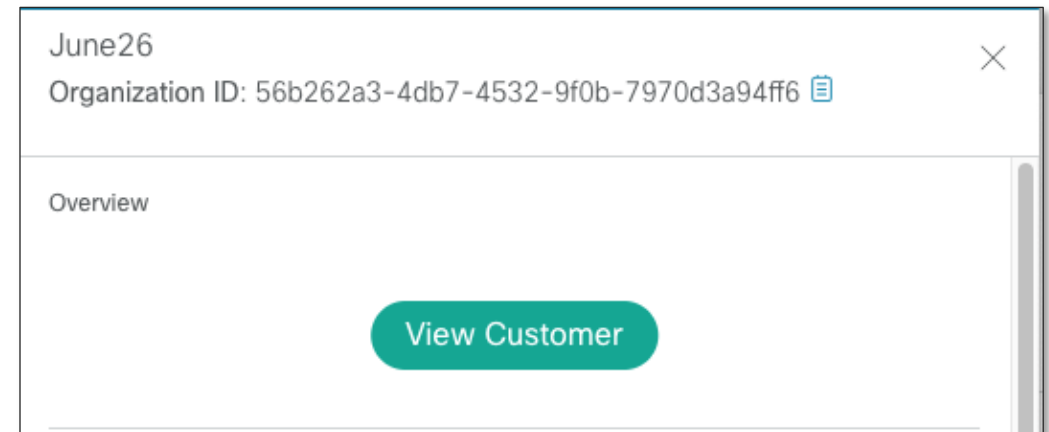 June26
Organization ID: 56b262a3-4db7-4532-9f0b-7970d3a94ff6
Overview
View Customer